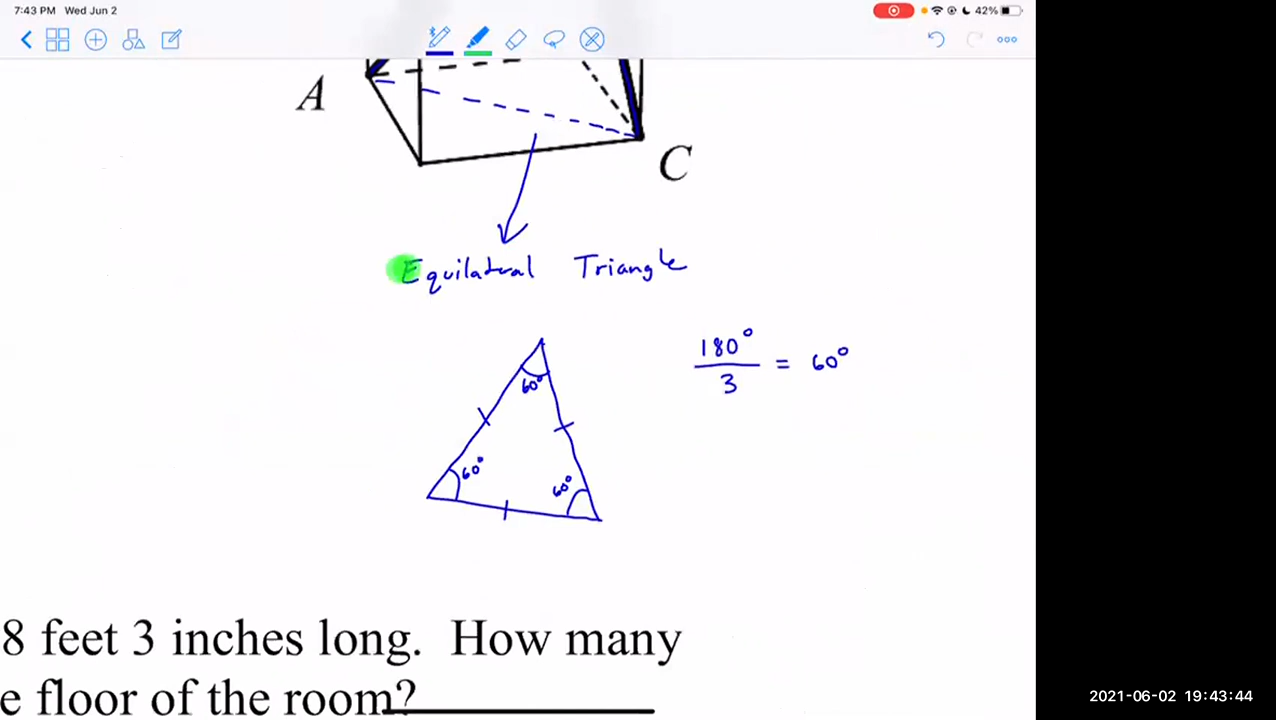 7:43 PM Wed Jun 2
42%
A
C
Equilateral Triangle
180°
3
= 60°
60°
60°
60°
8 feet 3 inches long. How many
e floor of the room?
2021-06-02 19:43:44